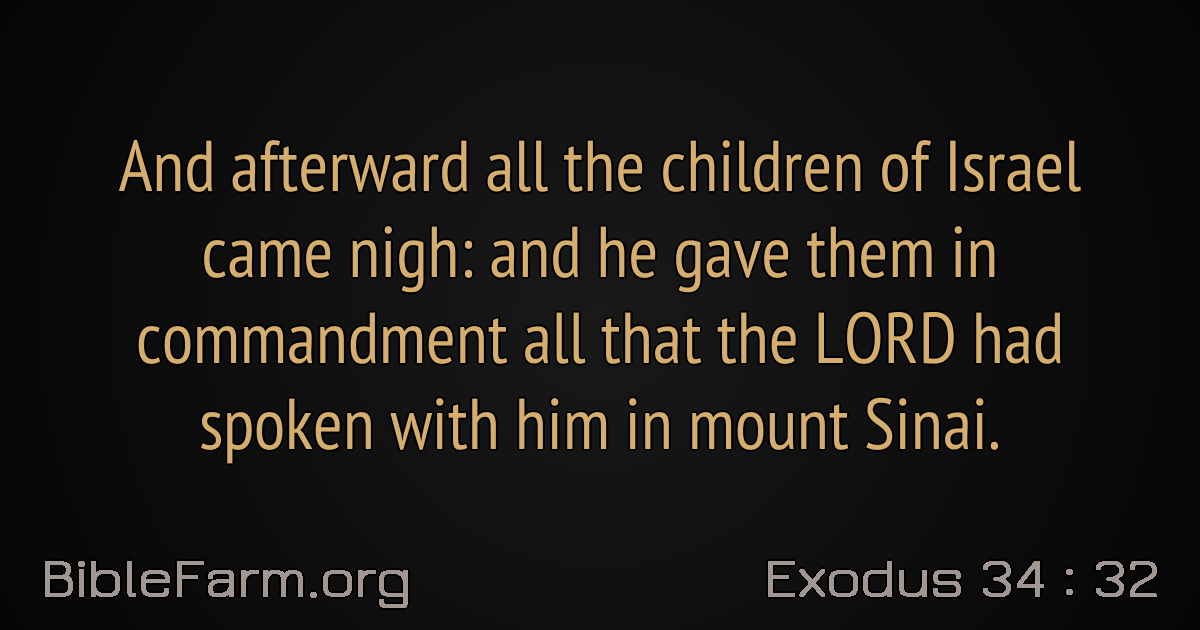 And afterward all the children of Israel
came nigh: and he gave them in
commandment all that the LORD had
spoken with him in mount Sinai.
BibleFarm.org
Exodus 34 : 32